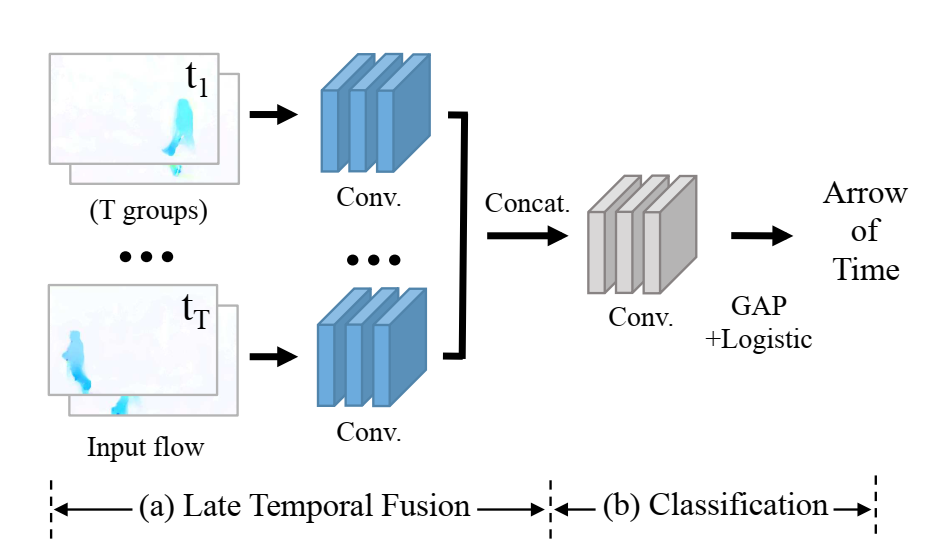 t1
Conv.
(T groups)
Concat.
Arrow
of
Time
tT
Conv.
GAP
+Logistic
Conv.
Input flow
(a) Late Temporal Fusion
(b) Classification